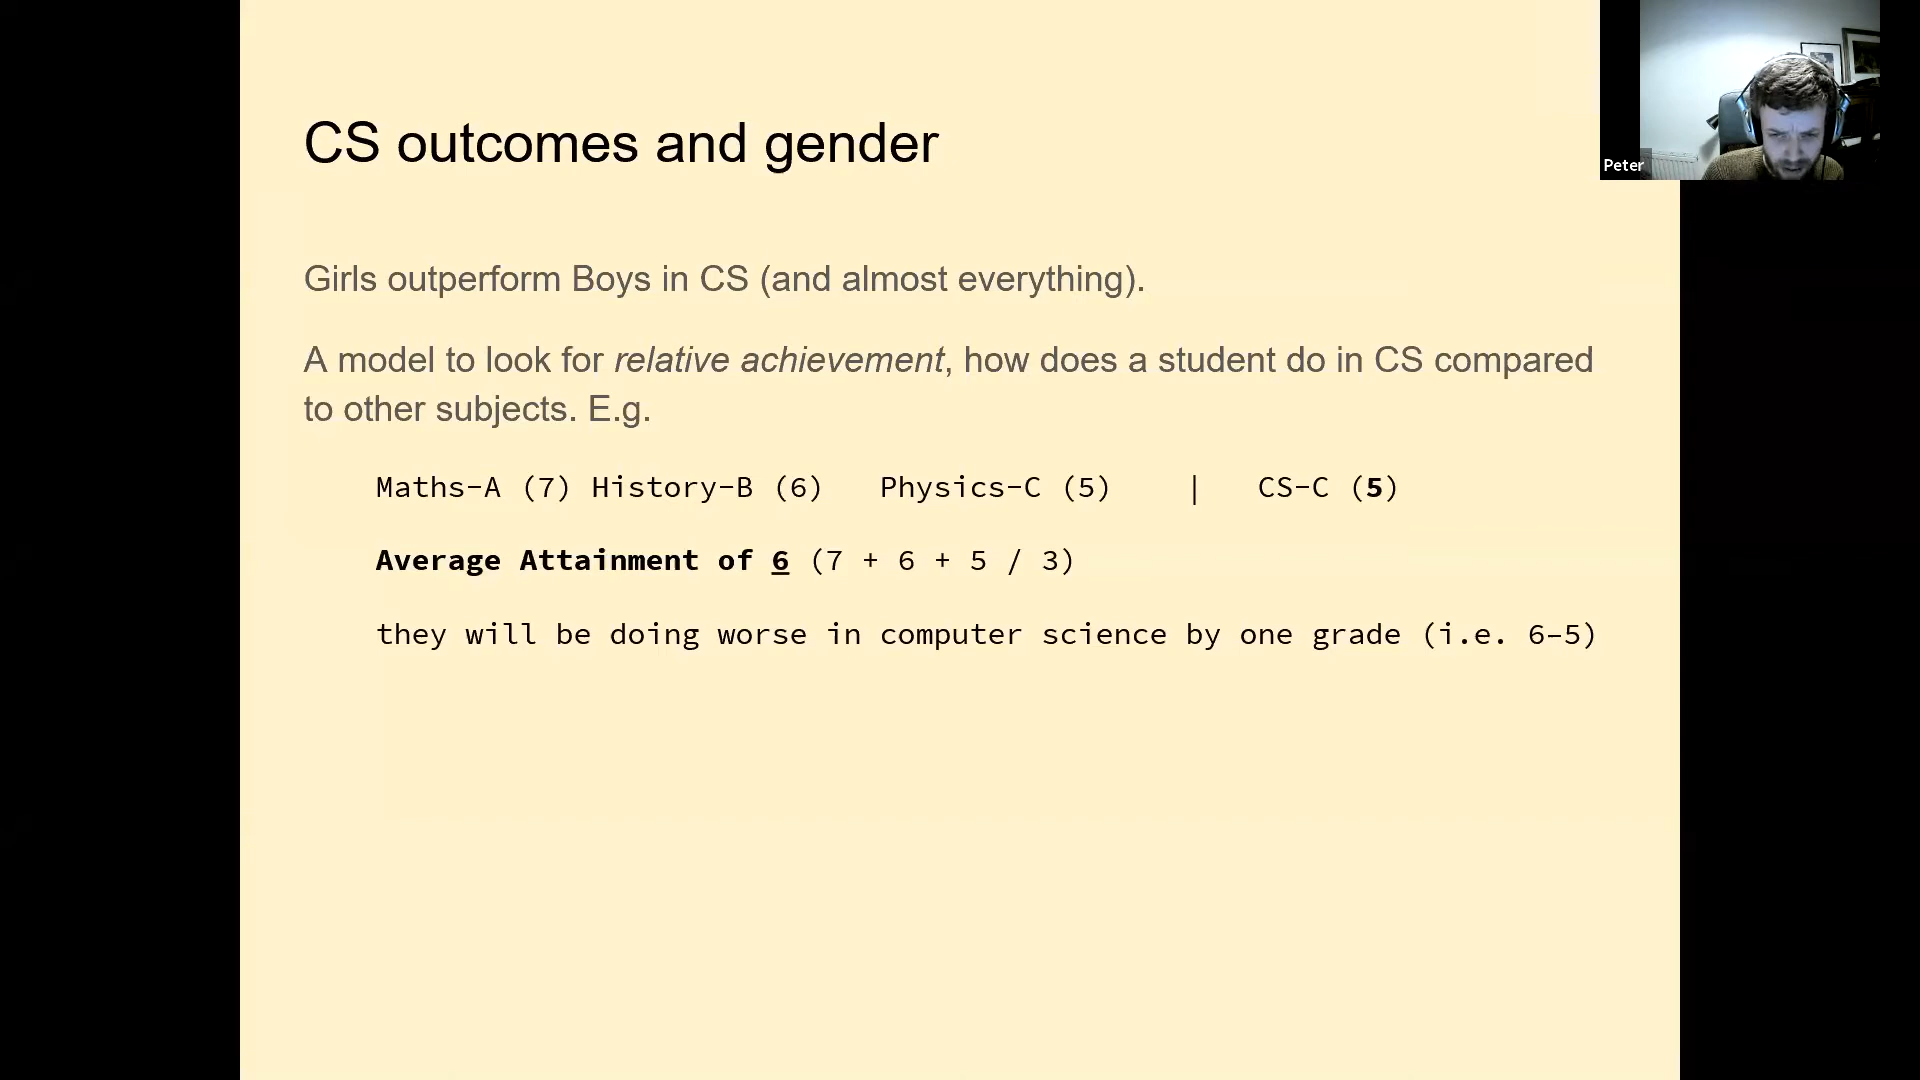 CS outcomes and gender
Peter
Girls outperform Boys in CS (and almost everything).
A model to look for relative achievement, how does a student do in CS compared
to other subjects. E.g.
Maths-A (7) History-B (6) Physics-C (5) | CS-C (5)
Average Attainment of 6 (7 + 6 + 5 / 3)
they will be doing worse in computer science by one grade (i.e. 6-5)